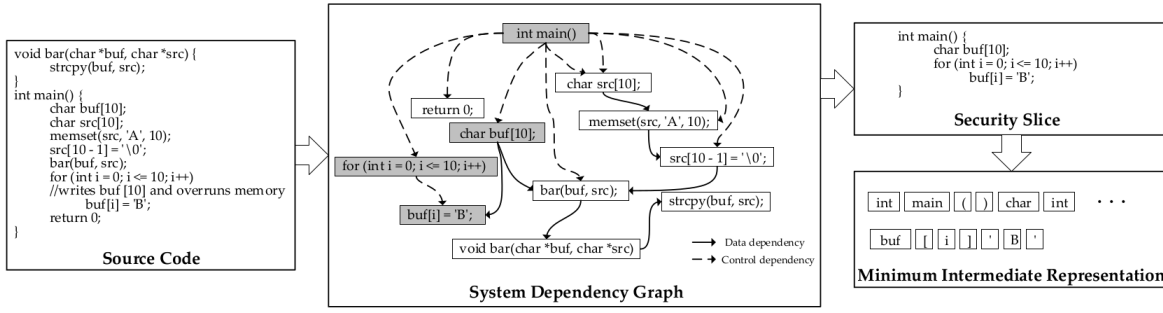 void bar(char *buf, char *src) {
strcpy(buf, src);
}
int main() {
char buf[10];
char src[10];
memset(src, 'A', 10);
src[10 - 1] = '\0';
bar(buf, src);
for (int i = 0; i <= 10; i++)
//writes buf [10] and overruns memory
buf[i] = 'B';
return 0;
}
Source Code
int main()
char src[10];
return 0;
memset(src, 'A', 10);
char buf[10];
src[10 - 1] = '\0';
for (int i = 0; i <= 10; i++)
bar(buf, src);
strcpy(buf, src);
buf[i] = 'B';
void bar(char *buf, char *src)
Data dependency
Control dependency
System Dependency Graph
int main() {
char buf[10];
for (int i = 0; i <= 10; i++)
buf[i] = 'B';
}
Security Slice
int main ( ) char int · · ·
buf [ i ] ' B '
Minimum Intermediate Representation